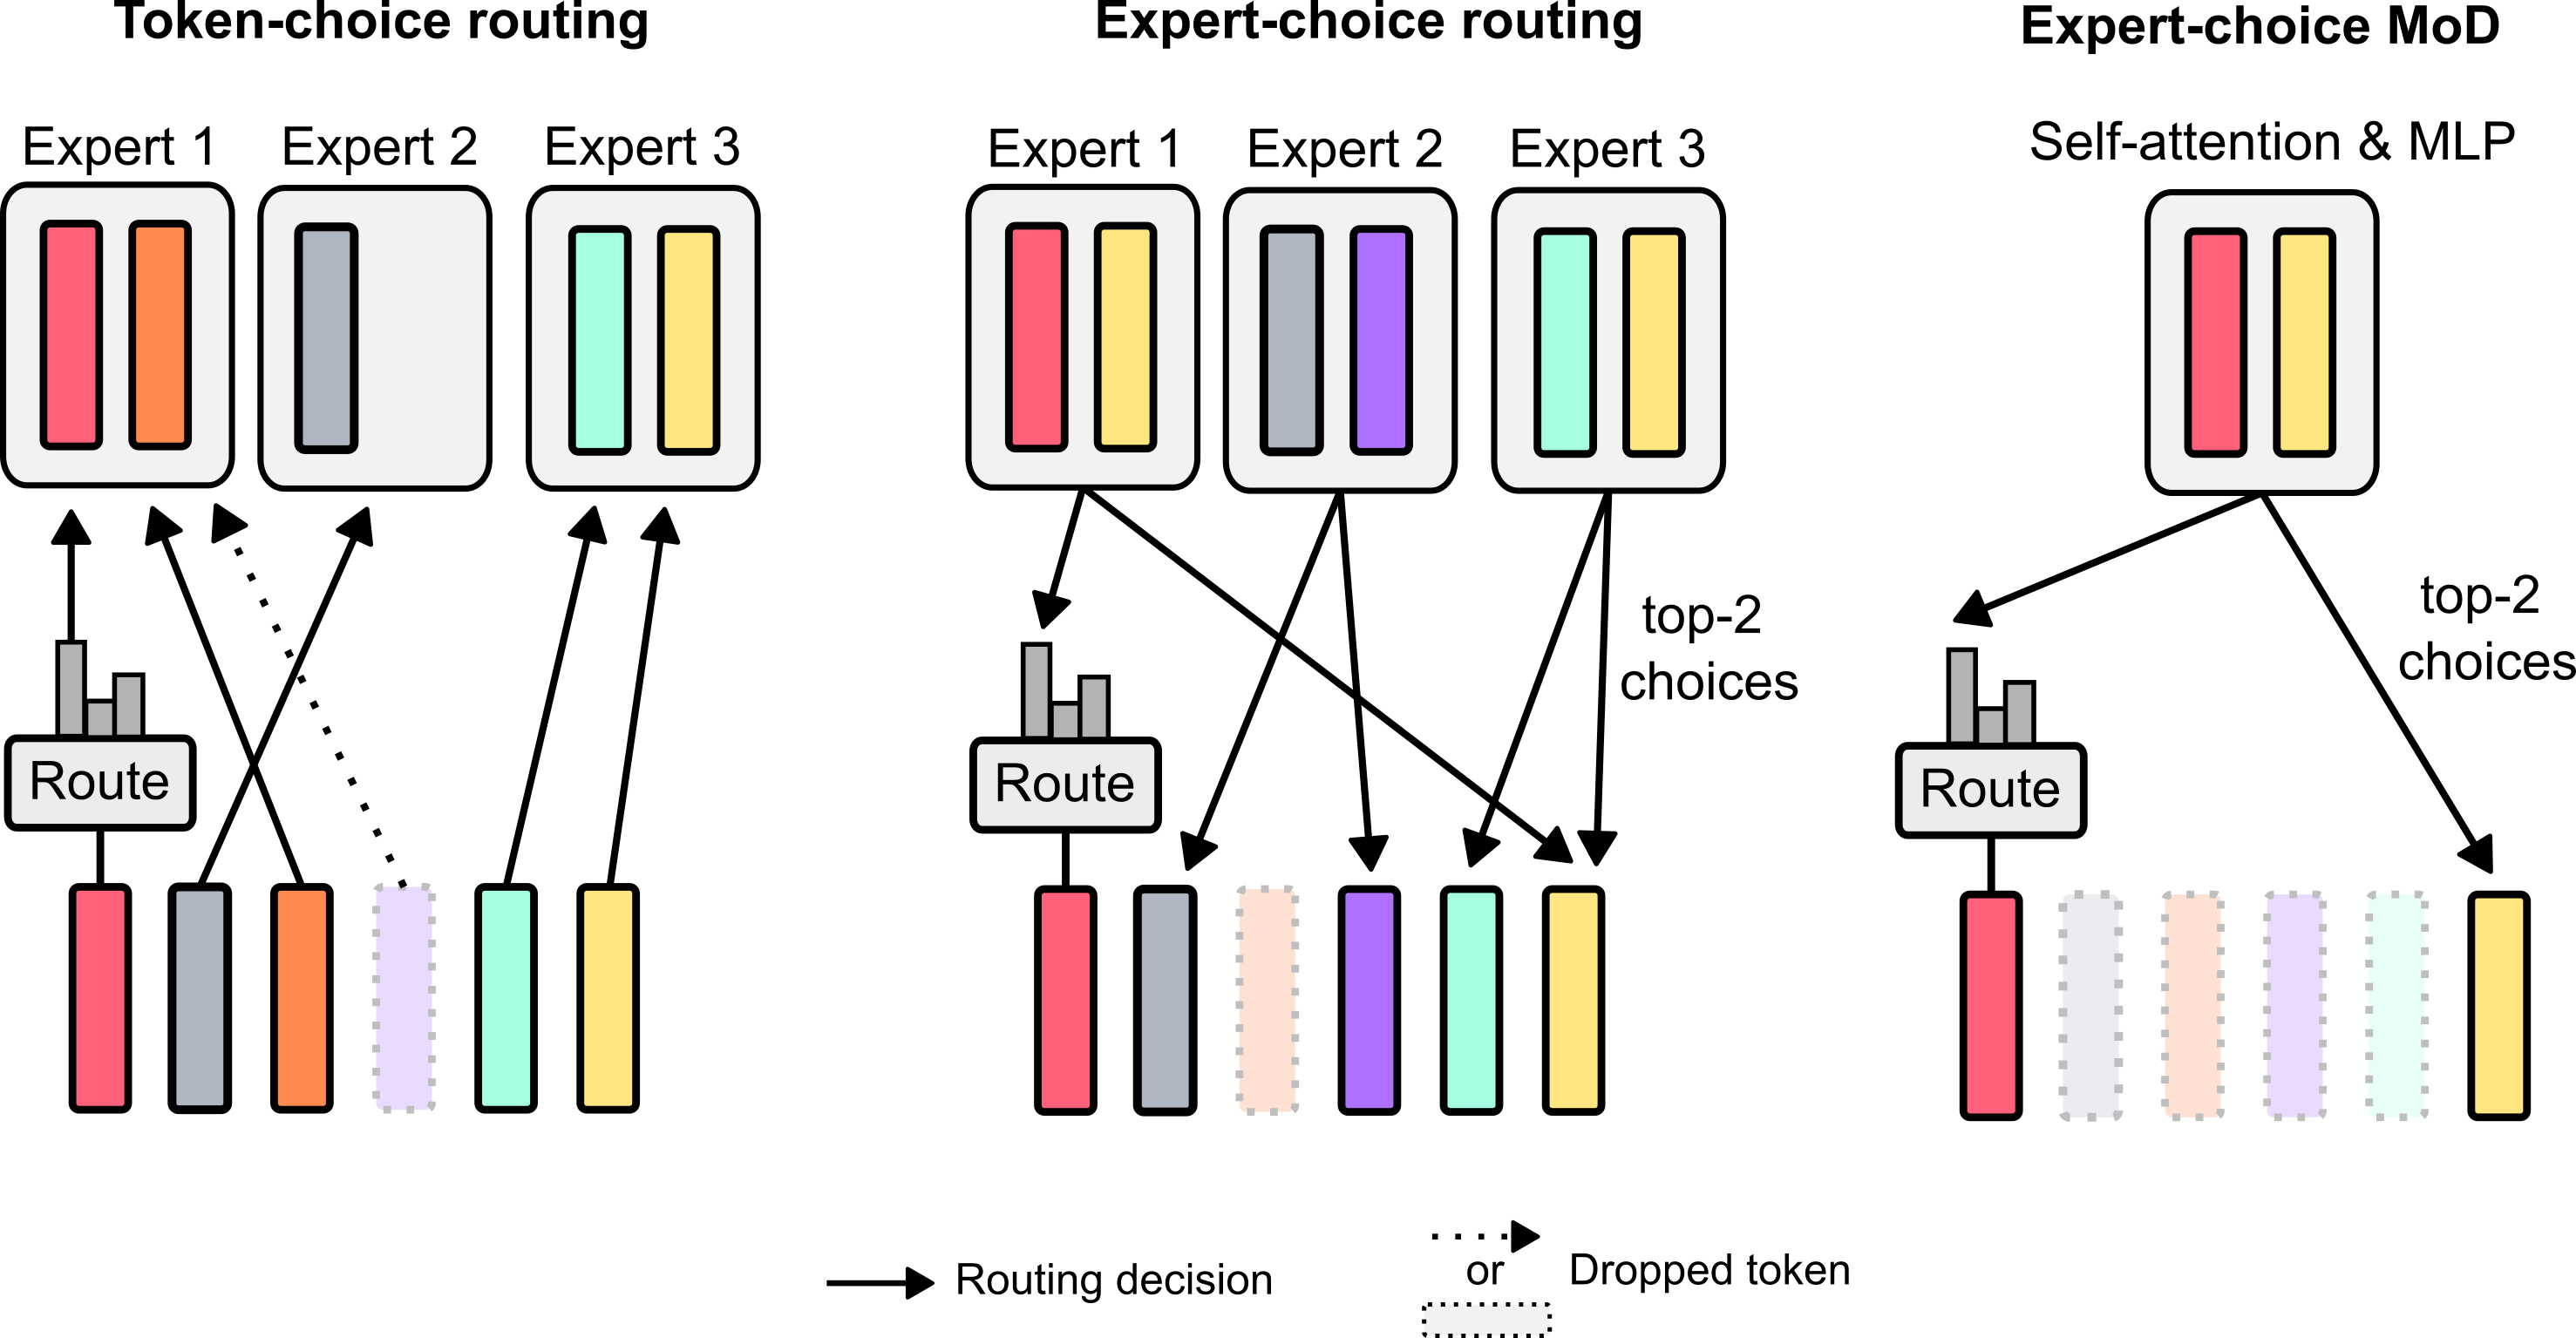 Token-choice routing
Expert 1
Expert 2
Expert 3
Route
Expert-choice routing
Expert 1
Expert 2
Expert 3
top-2
choices
Route
Expert-choice MoD
Self-attention & MLP
top-2
choices
Route
Routing decision
or
Dropped token